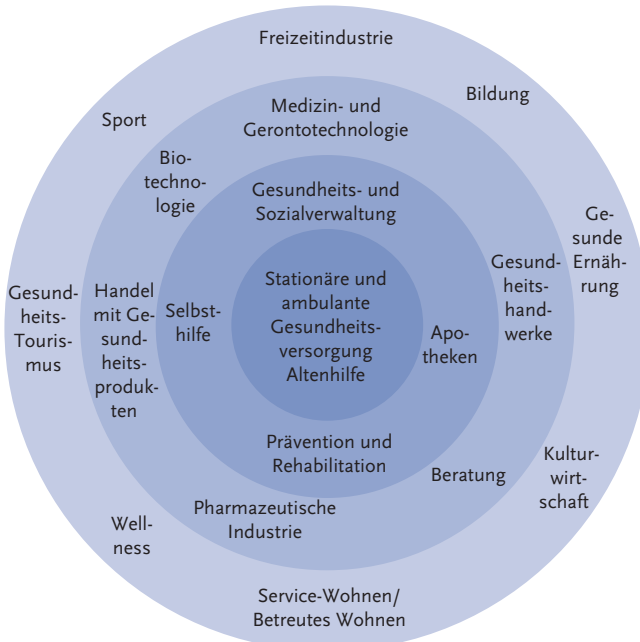 Freizeitindustrie
Bildung
Sport
Medizin- und
Gerontotechnologie
Bio-
techno-
logie
Gesundheits- und
Sozialverwaltung
Ge-
sunde
Ernäh-
rung
Gesund-
heits-
hand-
werke
Gesund-
heits-
Touris-
mus
Handel
mit Ge-
sund-
heits-
produk-
ten
Selbst-
hilfe
Stationäre und
ambulante
Gesundheits-
versorgung
Altenhilfe
Apo-
theken
Prävention und
Rehabilitation
Beratung
Kultur-
wirt-
schaft
Pharmazeutische
Industrie
Well-
ness
Service-Wohnen/
Betreutes Wohnen